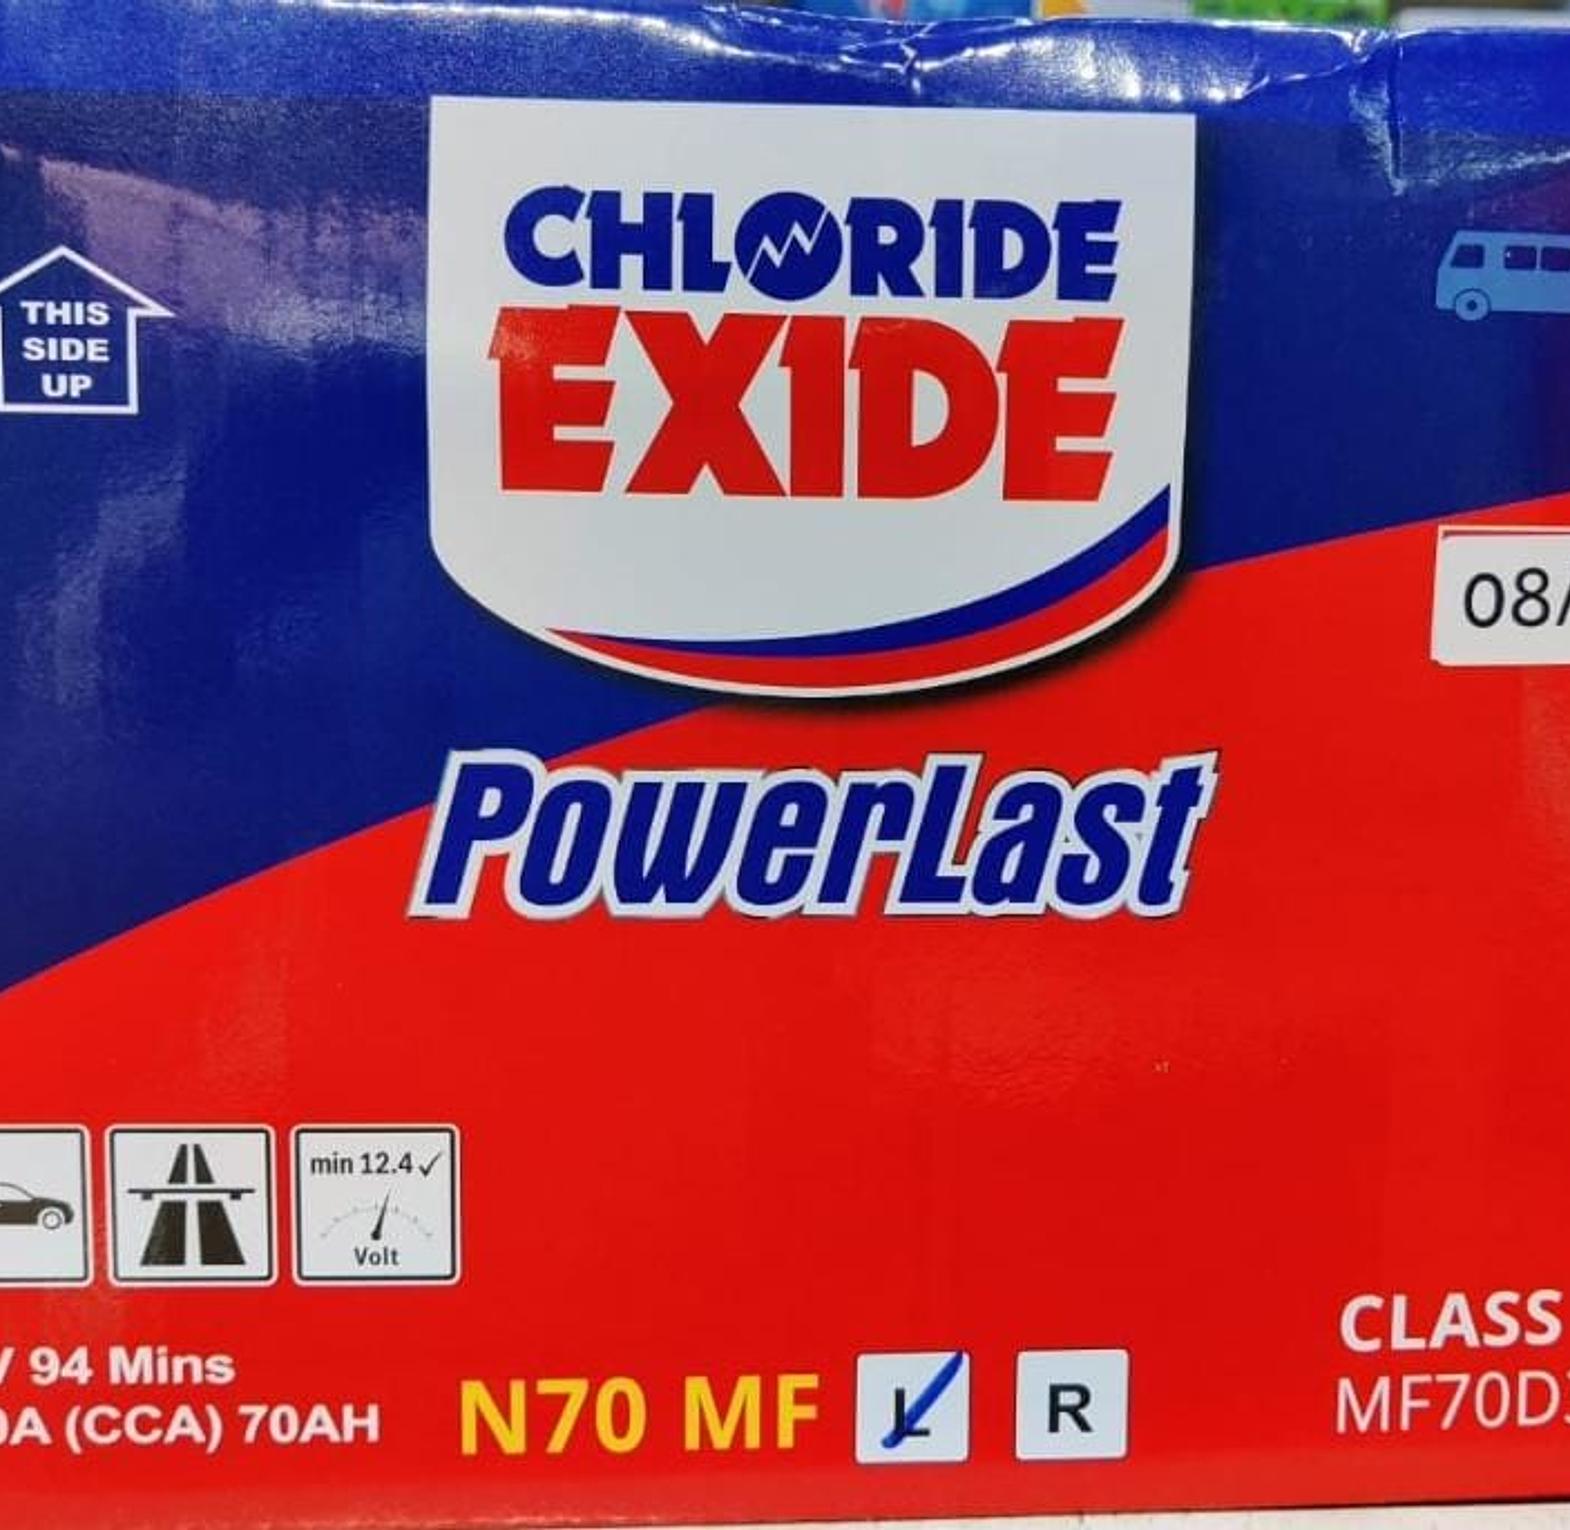 CHLORIDE
EXIDE
THIS
SIDE
UP
08/
PowerLast
min 12.4 ✓
Volt
/ 94 Mins
0A (CCA) 70AH
N70 MF L R
CLASS
MF70D